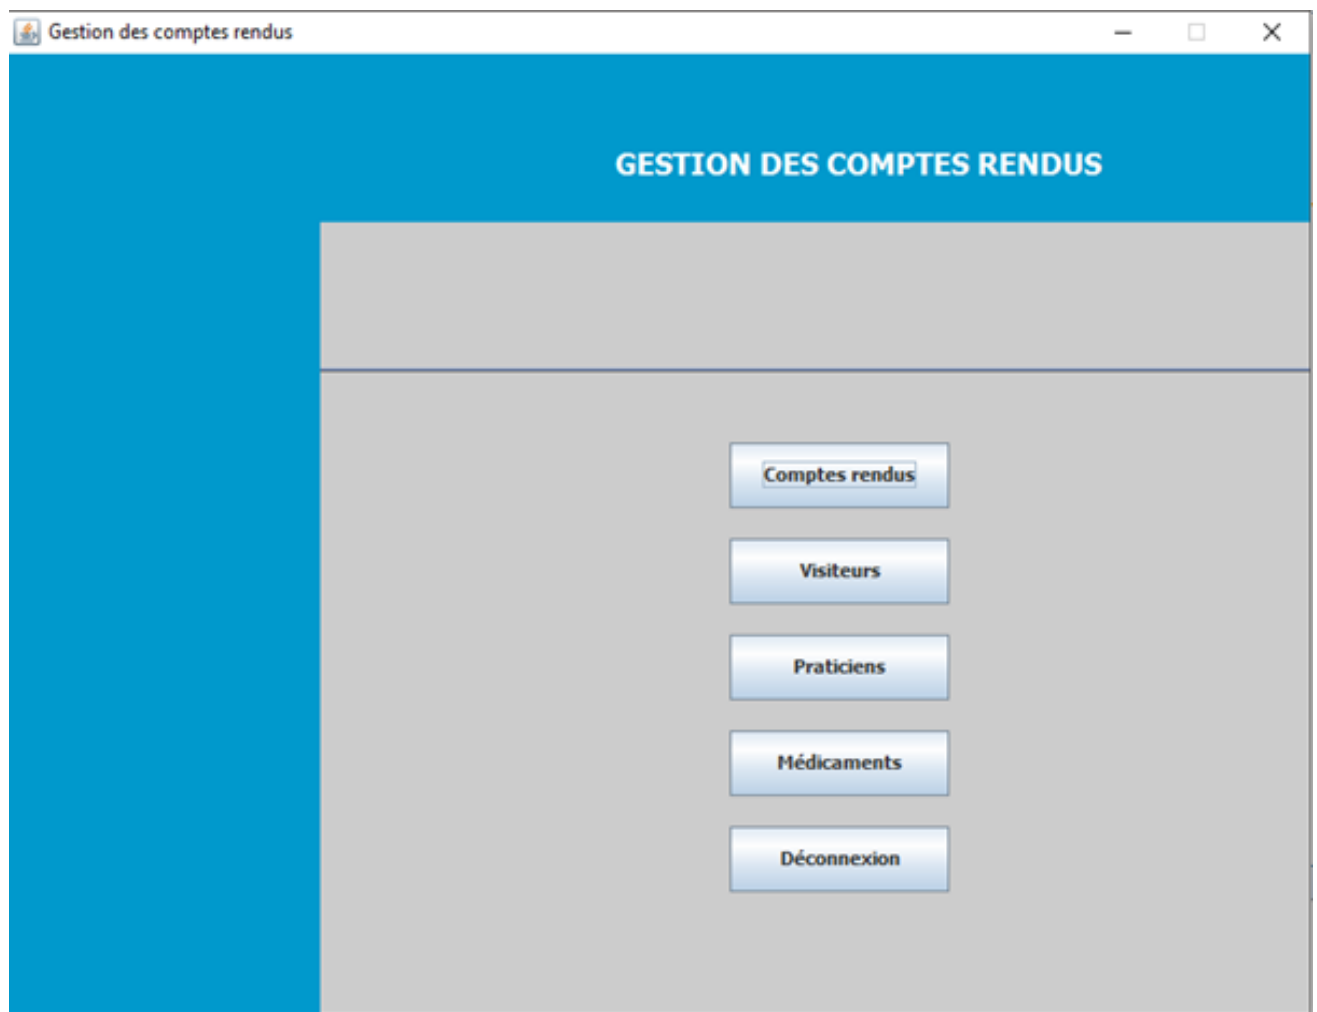 Gestion des comptes rendus
GESTION DES COMPTES RENDUS
Comptes rendus
Visiteurs
Praticiens
Médicaments
Déconnexion